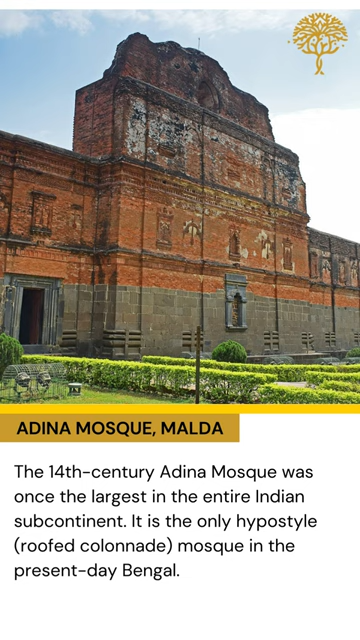 ADINA MOSQUE, MALDA
The 14th-century Adina Mosque was
once the largest in the entire Indian
subcontinent. It is the only hypostyle
(roofed colonnade) mosque in the
present-day Bengal.